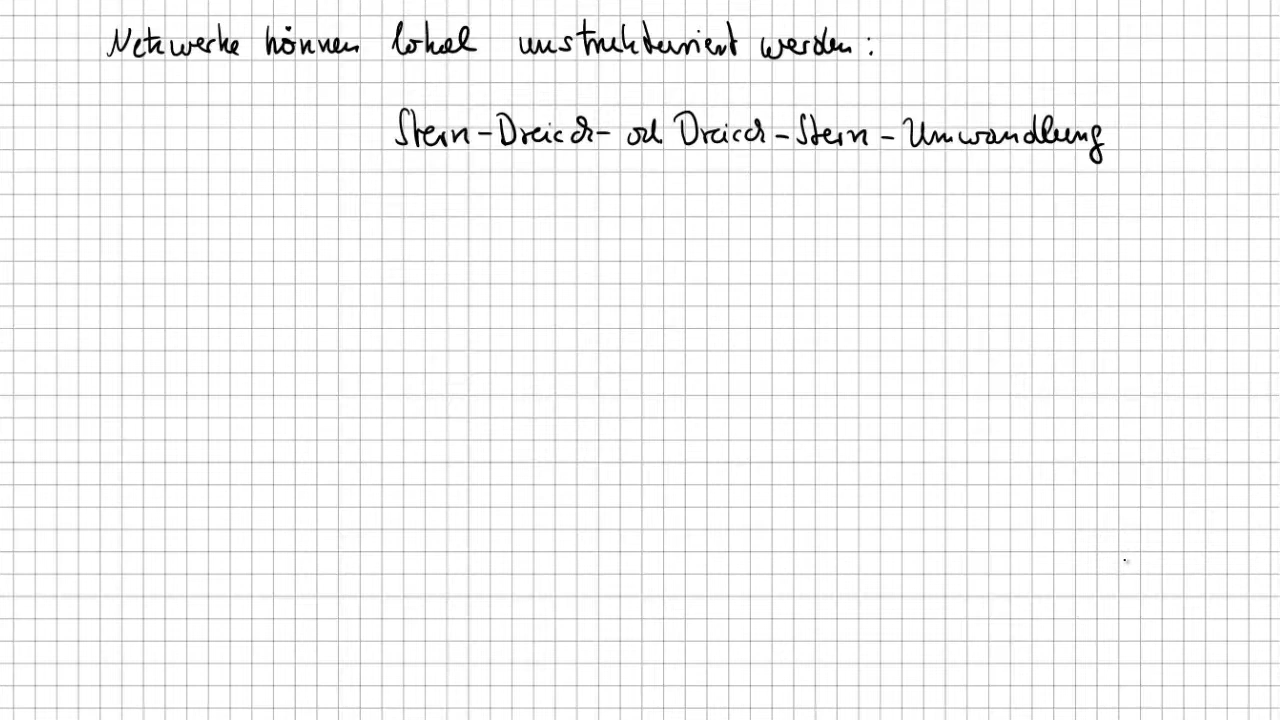 Netzwerke können lokal umstrukturiert werden:
Stern-Dreieck- od Dreieck-Stern-Umwandlung